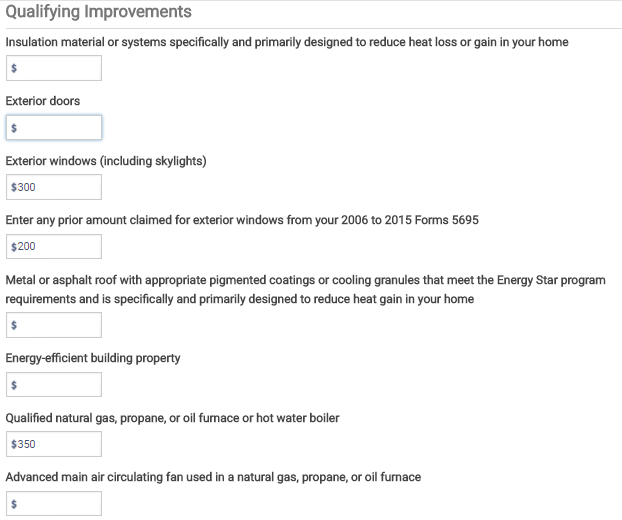 Qualifying Improvements
Insulation material or systems specifically and primarily designed to reduce heat loss or gain in your home
$
Exterior doors
$
Exterior windows (including skylights)
$300
Enter any prior amount claimed for exterior windows from your 2006 to 2015 Forms 5695
$200
Metal or asphalt roof with appropriate pigmented coatings or cooling granules that meet the Energy Star program
requirements and is specifically and primarily designed to reduce heat gain in your home
$
Energy-efficient building property
$
Qualified natural gas, propane, or oil furnace or hot water boiler
$350
Advanced main air circulating fan used in a natural gas, propane, or oil furnace
$